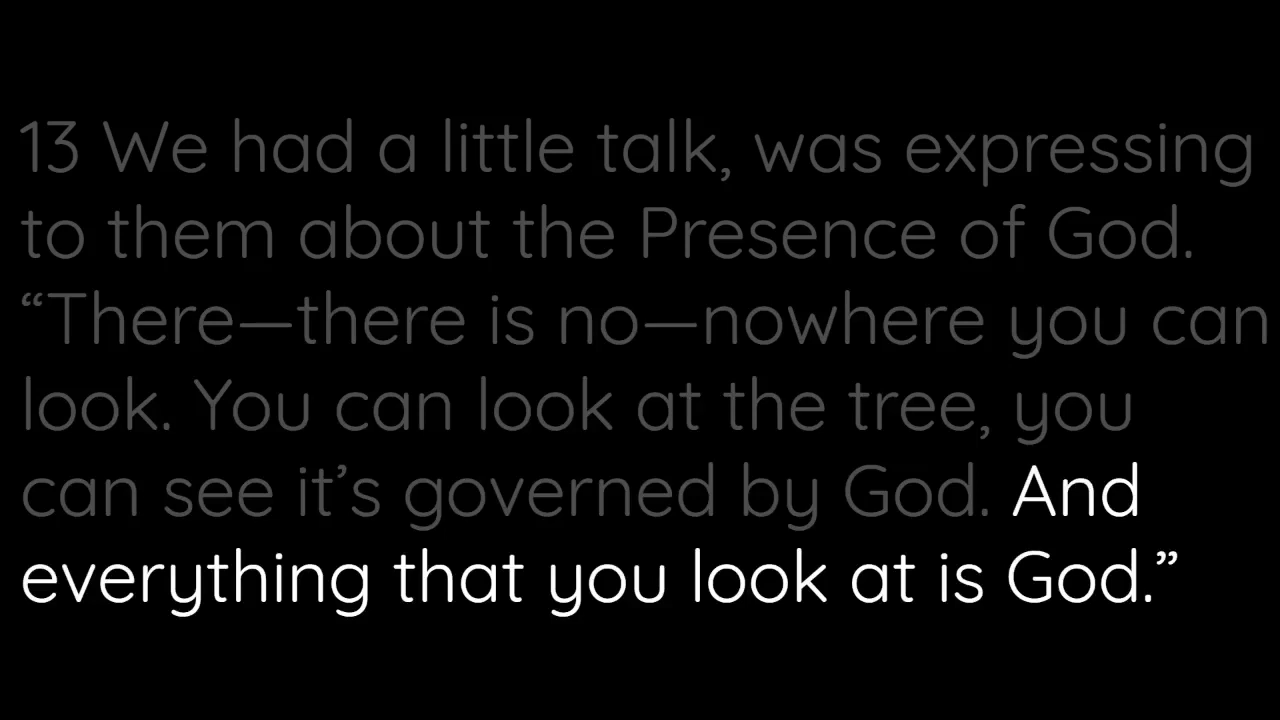 13 We had a little talk, was expressing
to them about the Presence of God.
“There—there is no—nowhere you can
look. You can look at the tree, you
can see it’s governed by God. And
everything that you look at is God.”